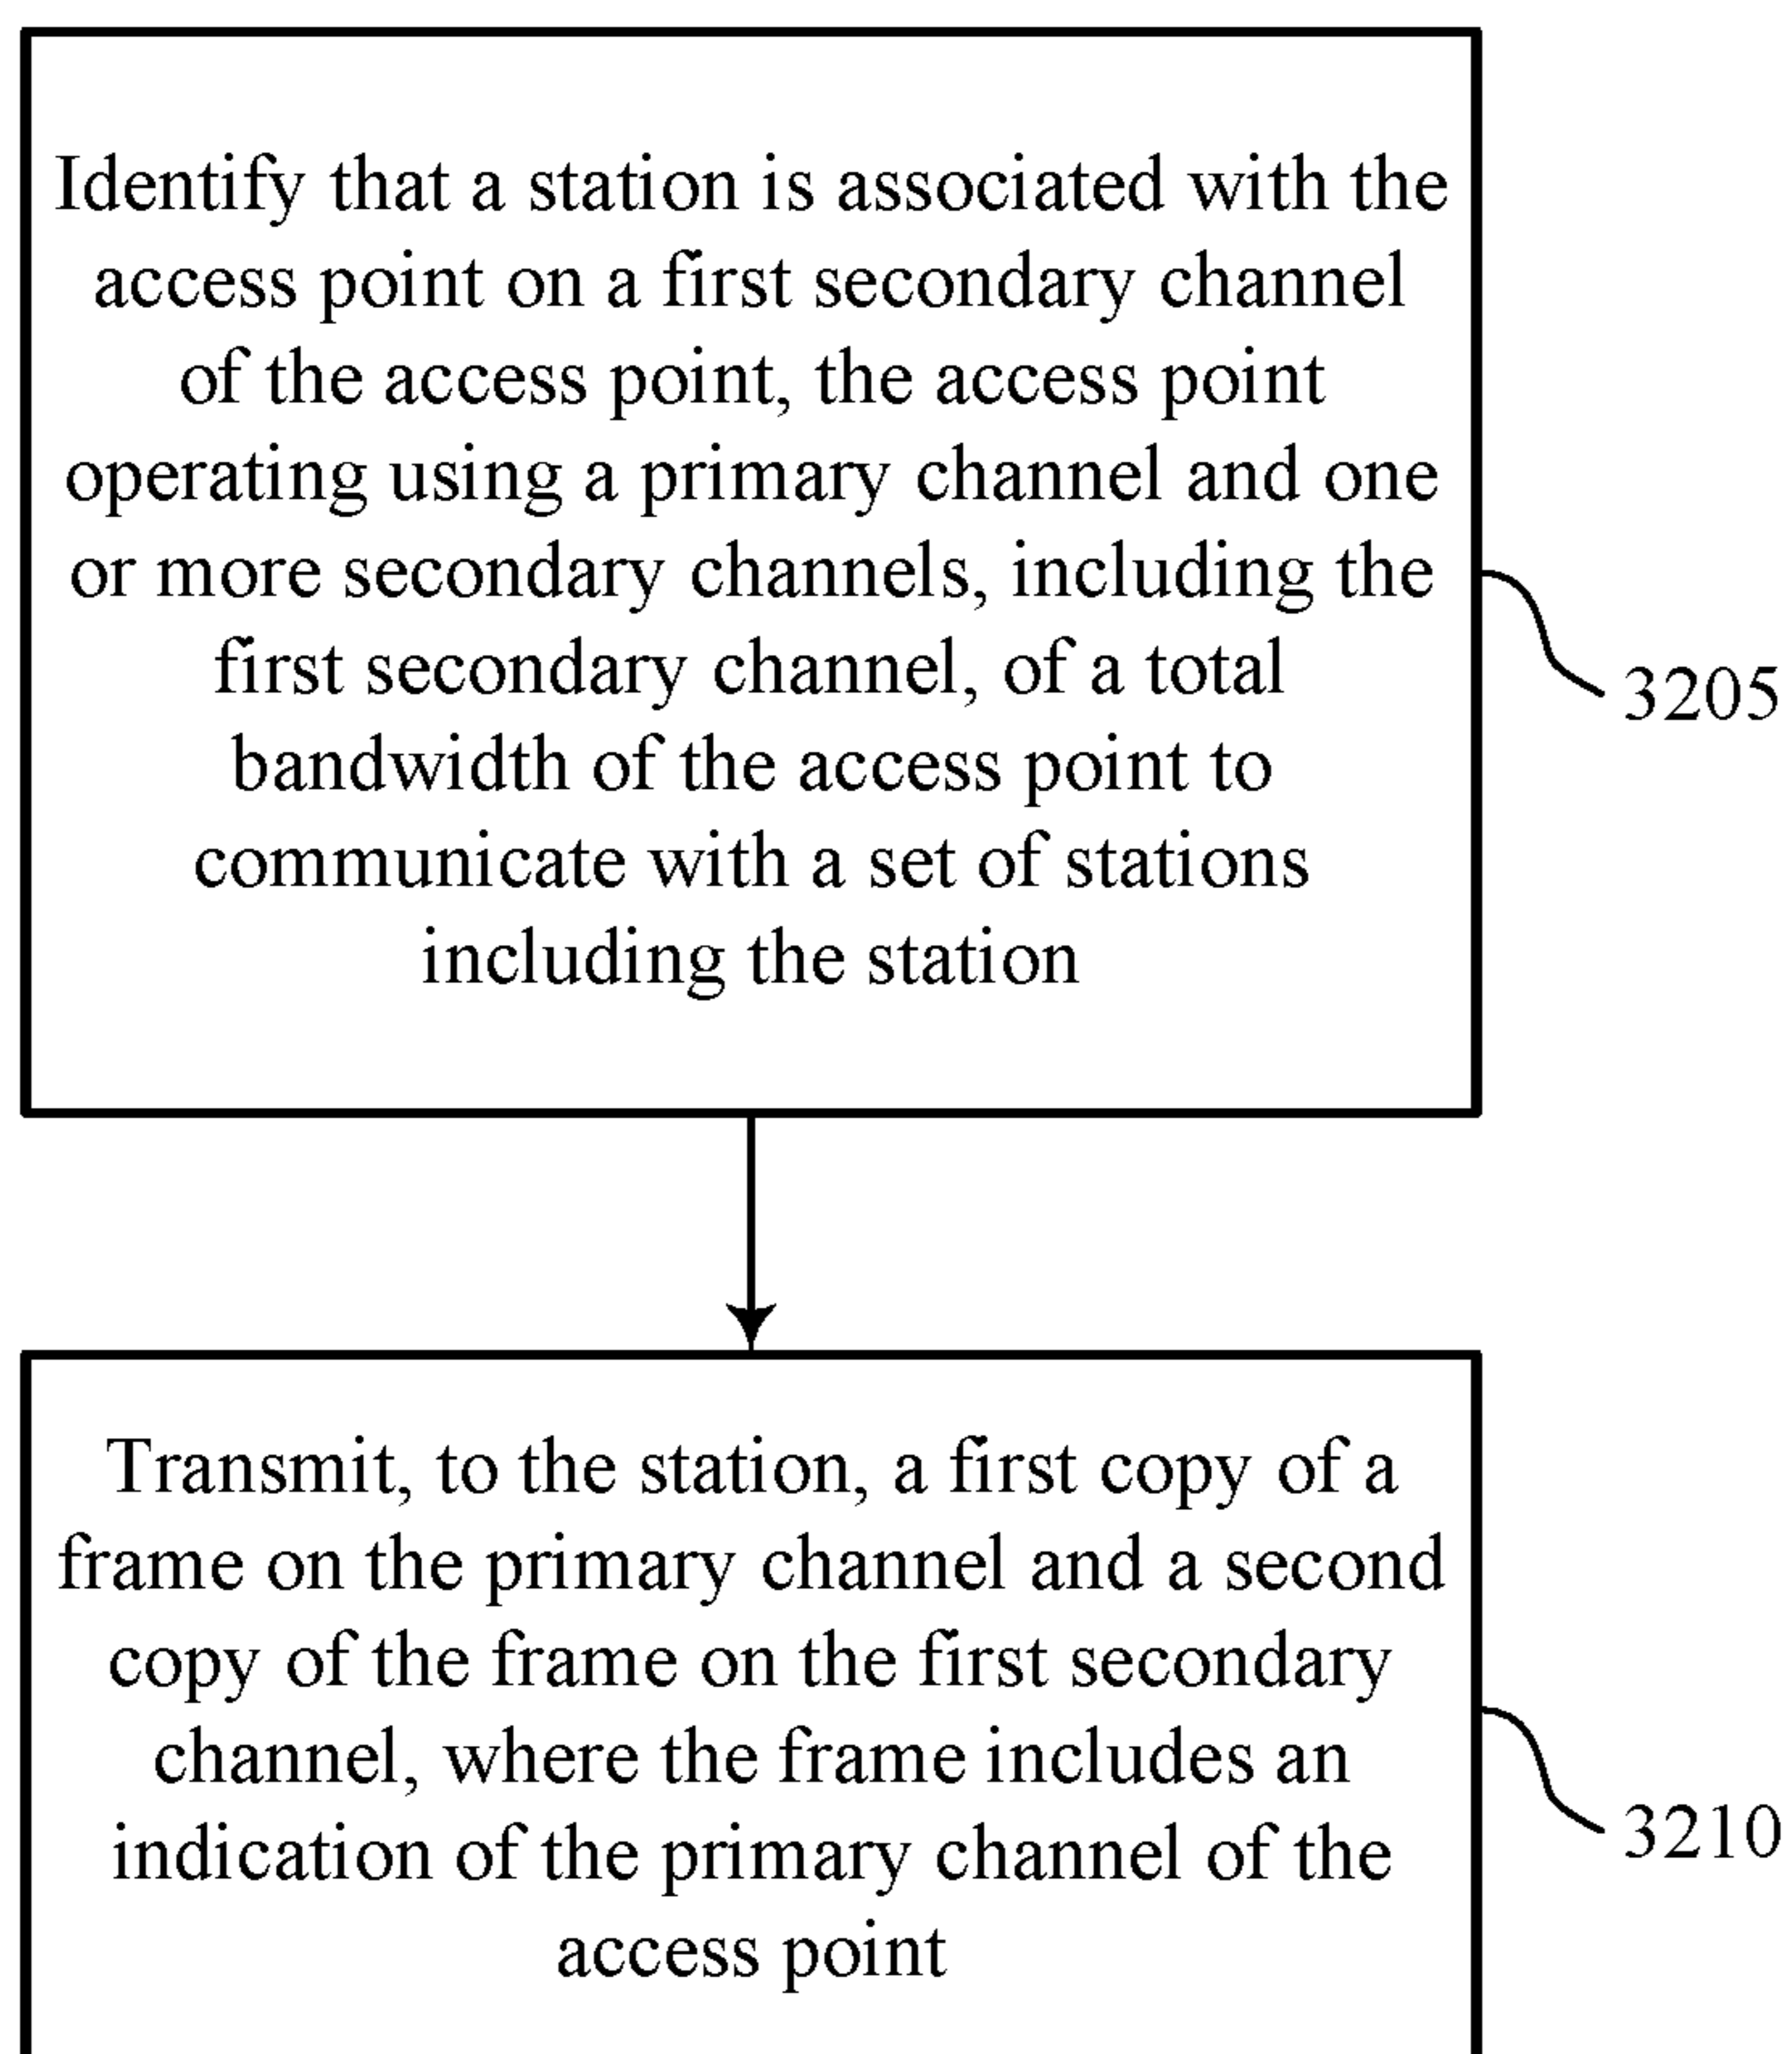 Identify that a station is associated with the
access point on a first secondary channel
of the access point, the access point
operating using a primary channel and one
or more secondary channels, including the
first secondary channel, of a total
bandwidth of the access point to
communicate with a set of stations
including the station
3205
Transmit, to the station, a first copy of a
frame on the primary channel and a second
copy of the frame on the first secondary
channel, where the frame includes an
indication of the primary channel of the
access point
3210